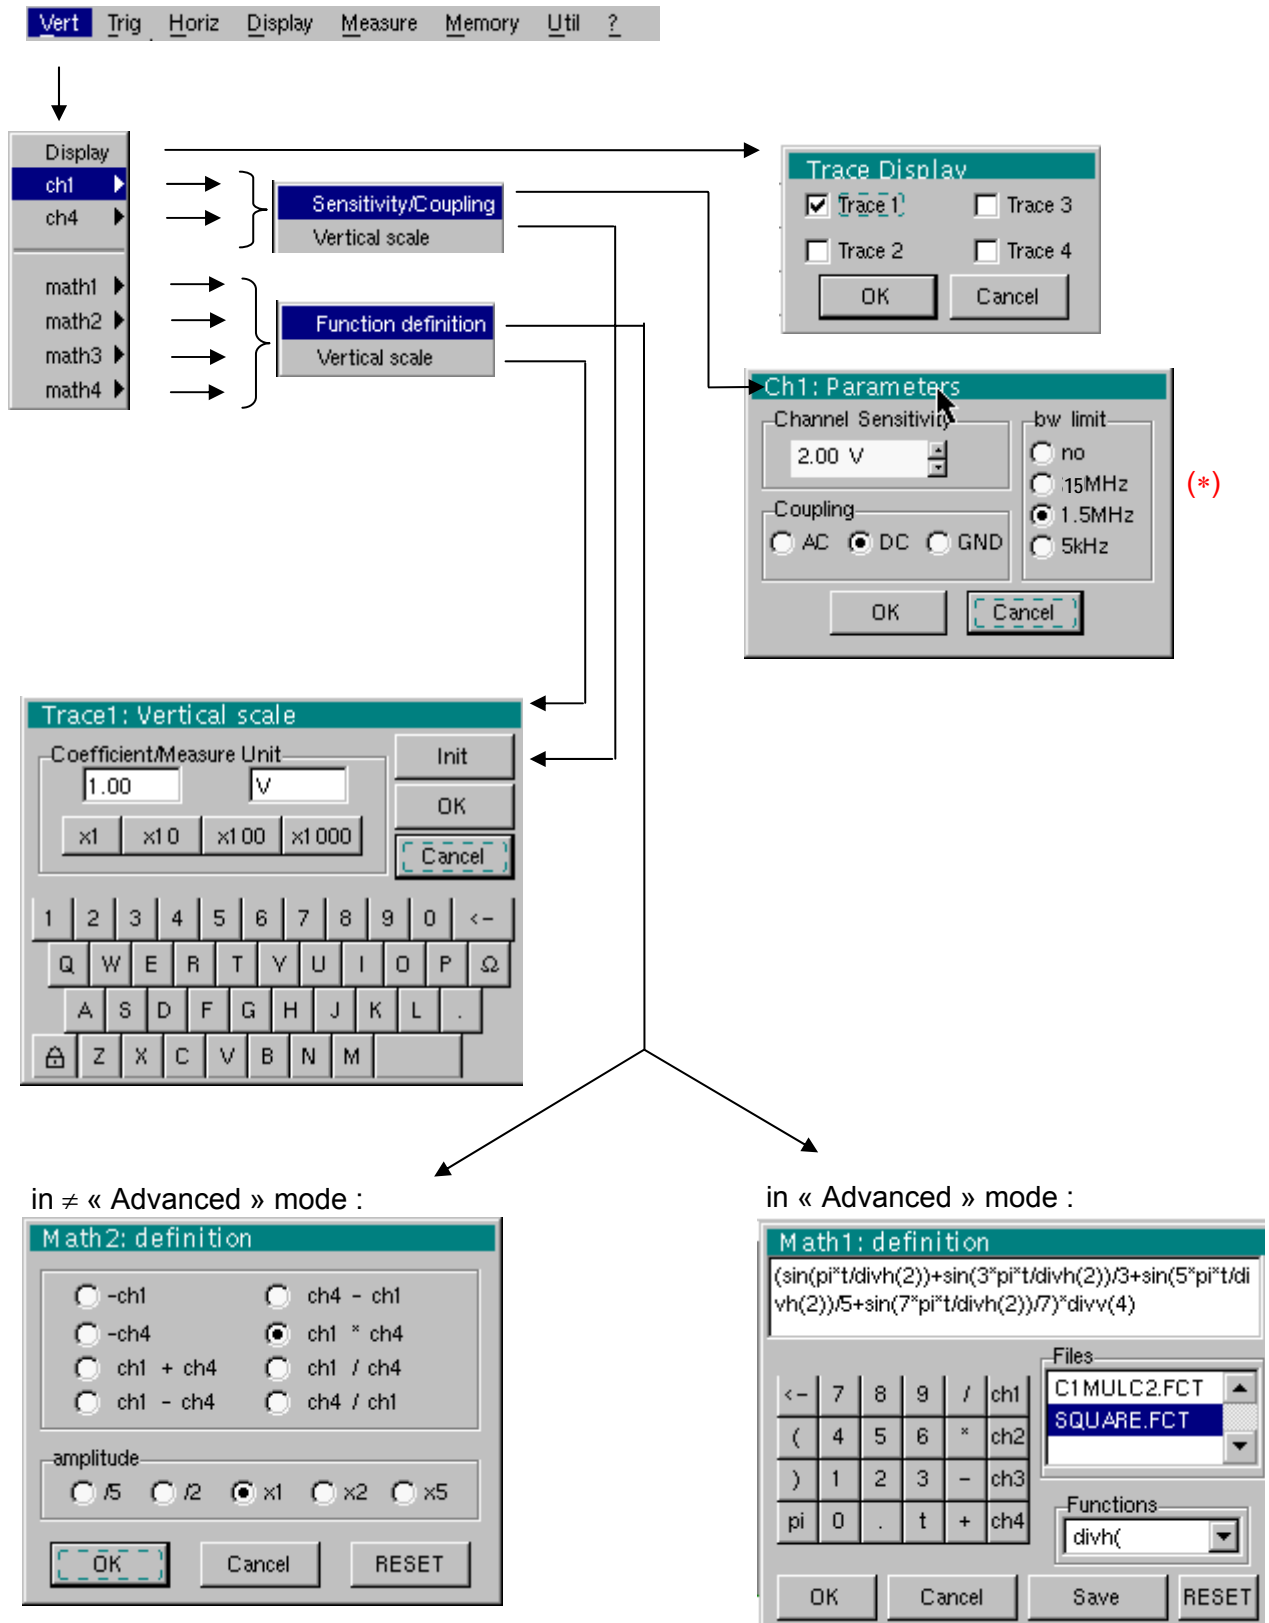 Vert Trig Horiz Display Measure Memory Util ?
Display
ch1
ch4
math1
math2
math3
math4
Sensitivity/Coupling
Vertical scale
Function definition
Vertical scale
Trace Display
Trace 1 Trace 3
Trace 2 Trace 4
OK Cancel
Ch1: Parameters
Channel Sensitivity
2.00 V
Coupling
AC DC GND
bw limit
no
15MHz
1.5MHz
5kHz
OK Cancel
(*)
Trace1: Vertical scale
Coefficient/Measure Unit
1.00 V
x1 x10 x100 x1000
Init
OK
Cancel
1 2 3 4 5 6 7 8 9 0 <-
Q W E R T Y U I O P Ω
A S D F G H J K L .
Z X C V B N M
in ≠ « Advanced » mode :
Math2: definition
-ch1 ch4 - ch1
-ch4 ch1 * ch4
ch1 + ch4 ch1 / ch4
ch1 - ch4 ch4 / ch1
amplitude
/5 /2 x1 x2 x5
OK Cancel RESET
in « Advanced » mode :
Math1: definition
(sin(pi*t/divh(2))+sin(3*pi*t/divh(2))/3+sin(5*pi*t/di
vh(2))/5+sin(7*pi*t/divh(2))/7)*divv(4)
<- 7 8 9 / ch1
( 4 5 6 * ch2
) 1 2 3 - ch3
pi 0 . t + ch4
Files
C1MULC2.FCT
SQUARE.FCT
Functions
divh(
OK Cancel Save RESET